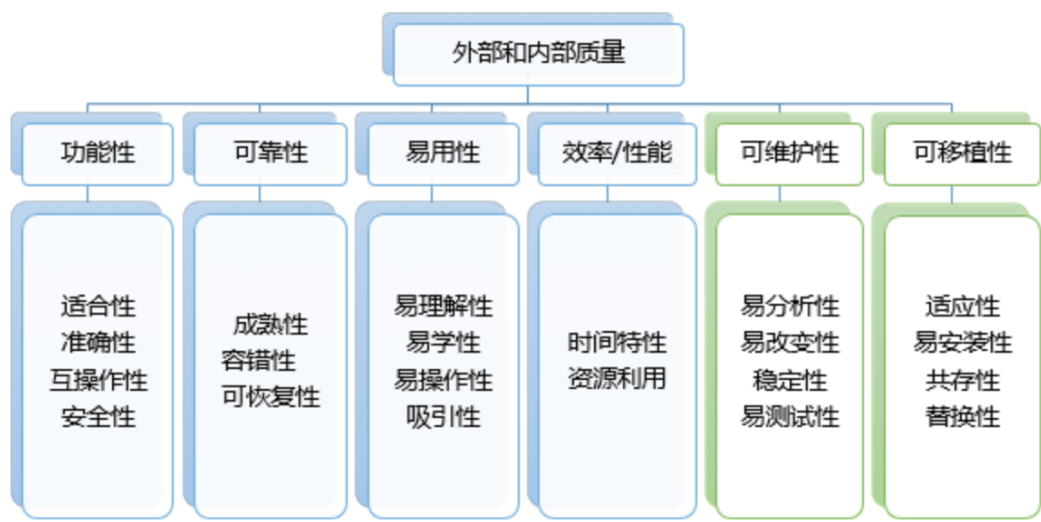 外部和内部质量
功能性
可靠性
易用性
效率/性能
可维护性
可移植性
适合性
准确性
互操作性
安全性
成熟性
容错性
可恢复性
易理解性
易学性
易操作性
吸引性
时间特性
资源利用
易分析性
易改变性
稳定性
易测试性
适应性
易安装性
共存性
替换性